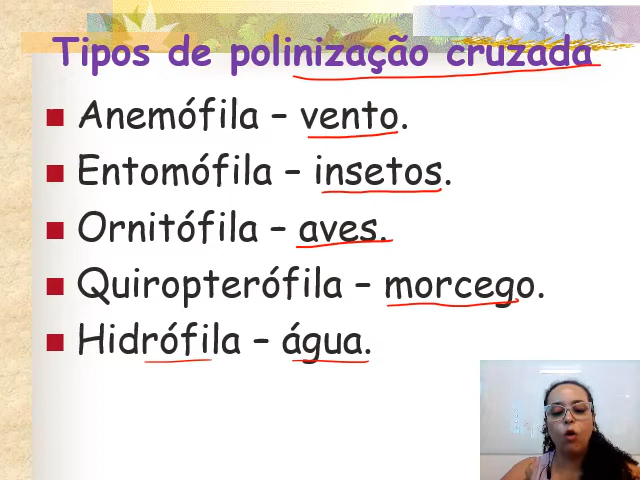 Tipos de polinização cruzada
Anemófila – vento.
Entomófila – insetos.
Ornitófila – aves.
Quiropterófila – morcego.
Hidrófila – água.